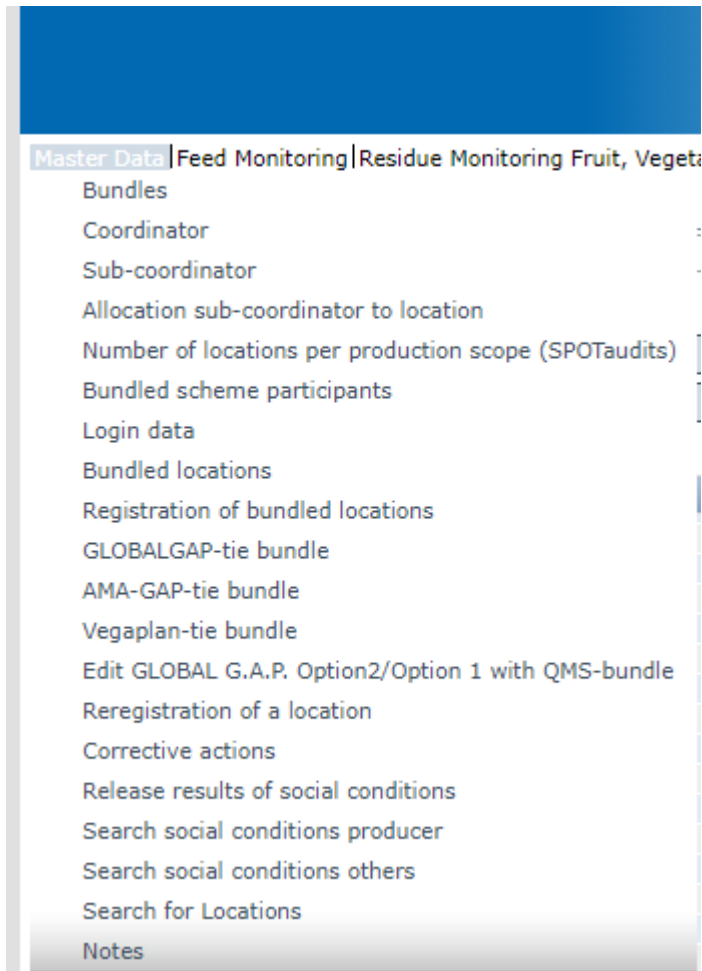 Master Data Feed Monitoring Residue Monitoring Fruit,
Bundles
Coordinator
Sub-coordinator
Allocation sub-coordinator to location
Number of locations per production scope (SPOTaudits)
Bundled scheme participants
Login data
Bundled locations
Registration of bundled locations
GLOBALGAP-tie bundle
AMA-GAP-tie bundle
Vegaplan-tie bundle
Edit GLOBAL G.A.P. Option2/Option 1 with QMS-bundle
Reregistration of a location
Corrective actions
Release results of social conditions
Search social conditions producer
Search social conditions others
Search for Locations
Notes